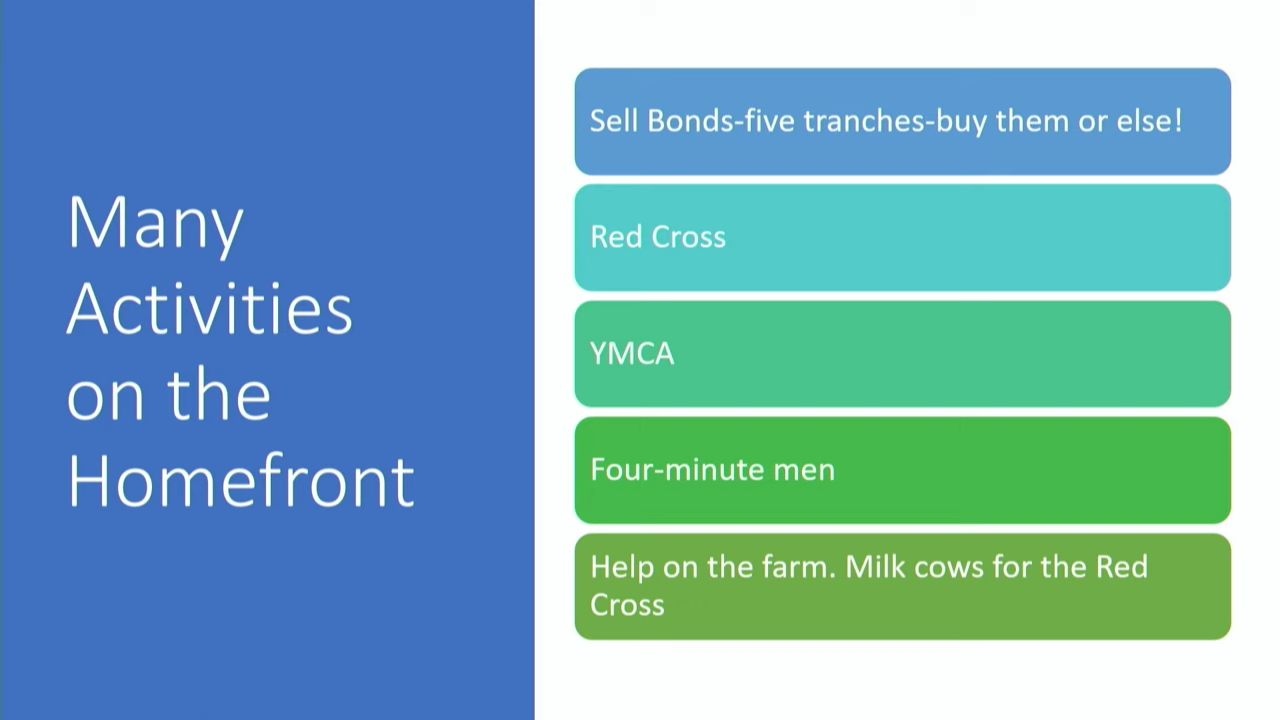 Many
Activities
on the
Homefront
Sell Bonds-five tranches-buy them or else!
Red Cross
YMCA
Four-minute men
Help on the farm. Milk cows for the Red
Cross